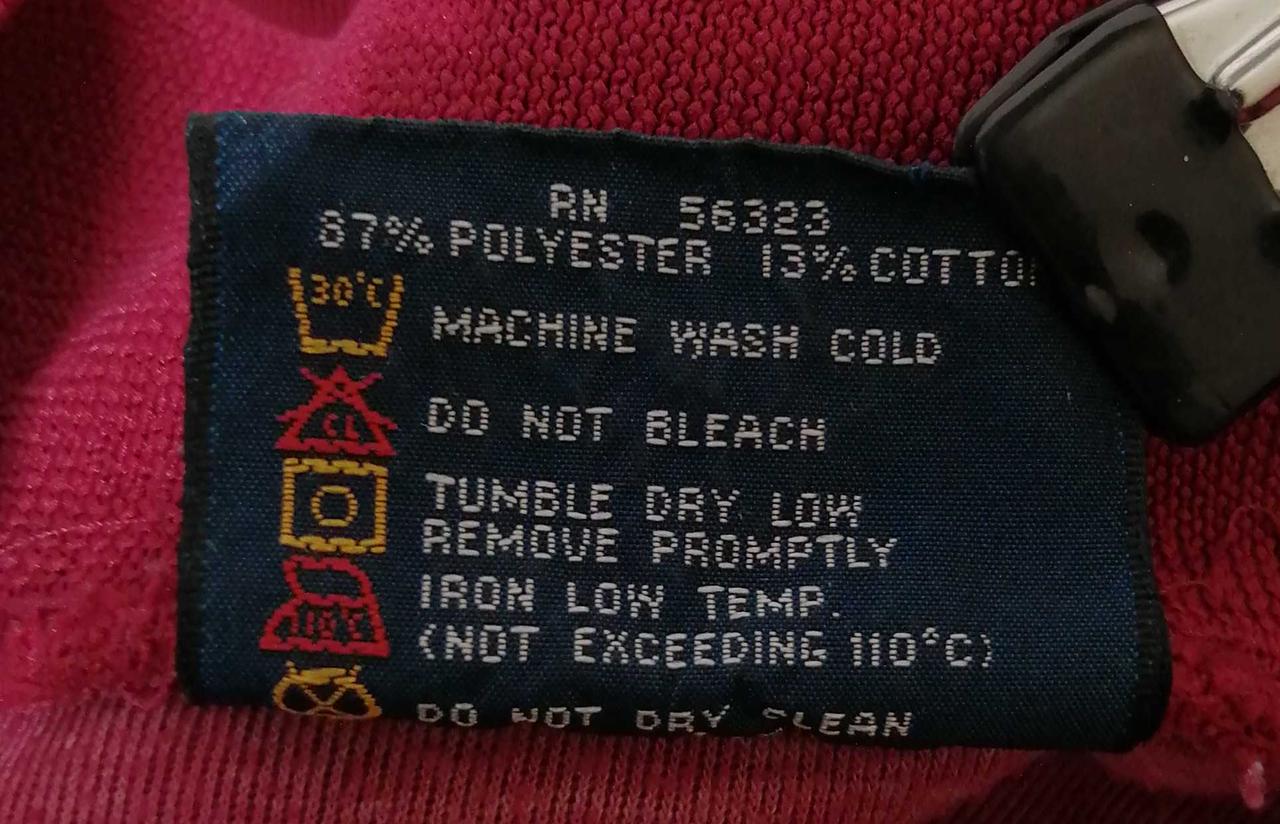 RN 56323
87% POLYESTER 13% COTTO
30°C
MACHINE WASH COLD
CL
DO NOT BLEACH
TUMBLE DRY LOW
REMOVE PROMPTLY
IRON LOW TEMP.
(NOT EXCEEDING 110°C)
DO NOT DRY CLEAN